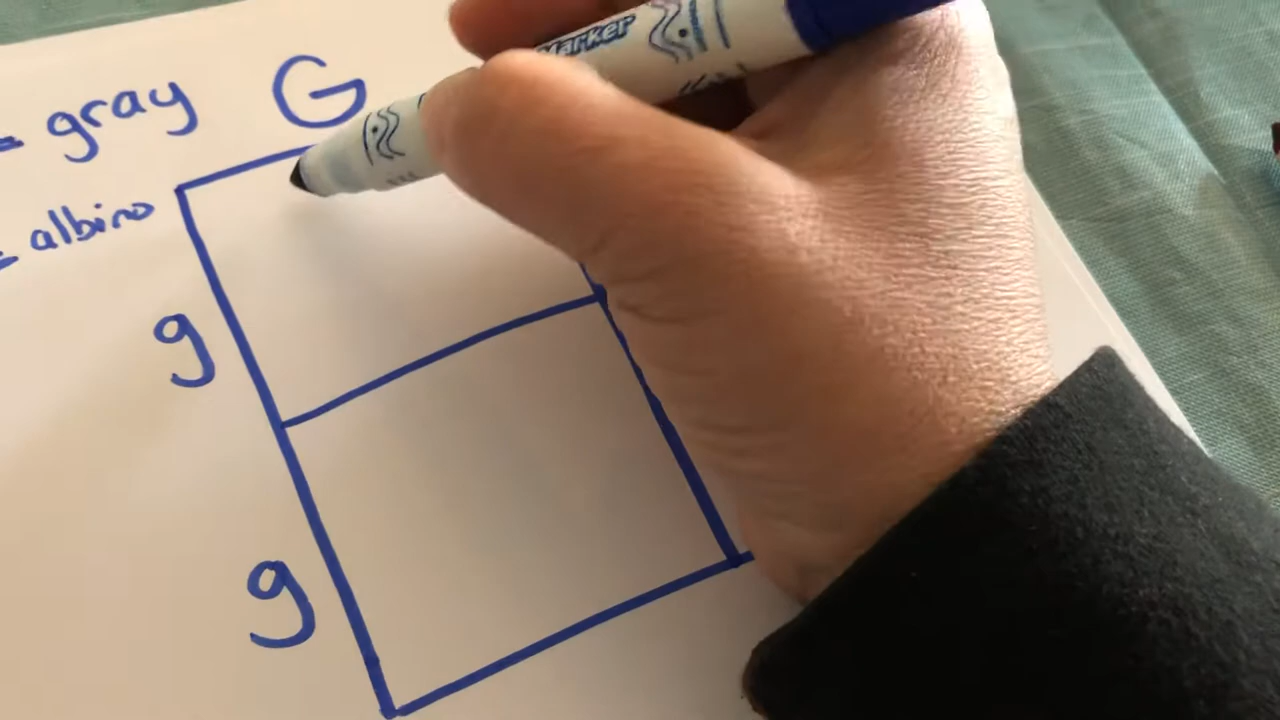 = gray G
= albino
g
g
Marker